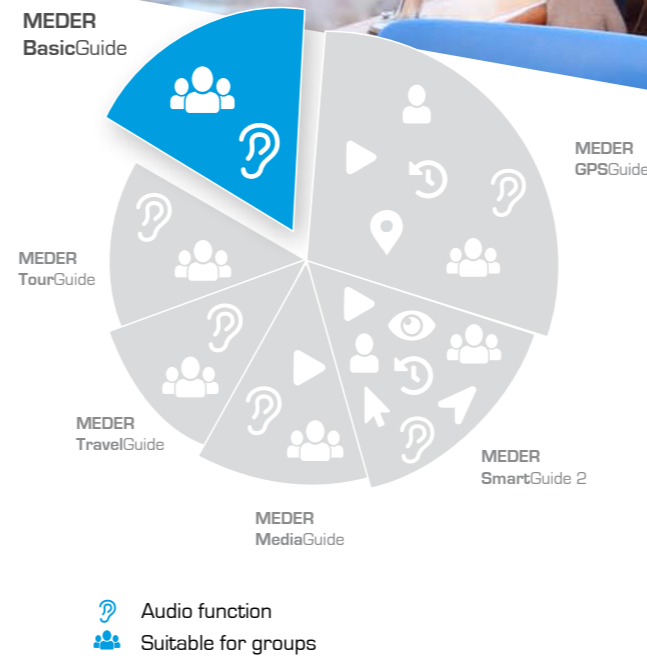 MEDER
BasicGuide
MEDER
GPSGuide
MEDER
TourGuide
MEDER
TravelGuide
MEDER
SmartGuide 2
MEDER
MediaGuide
Audio function
Suitable for groups